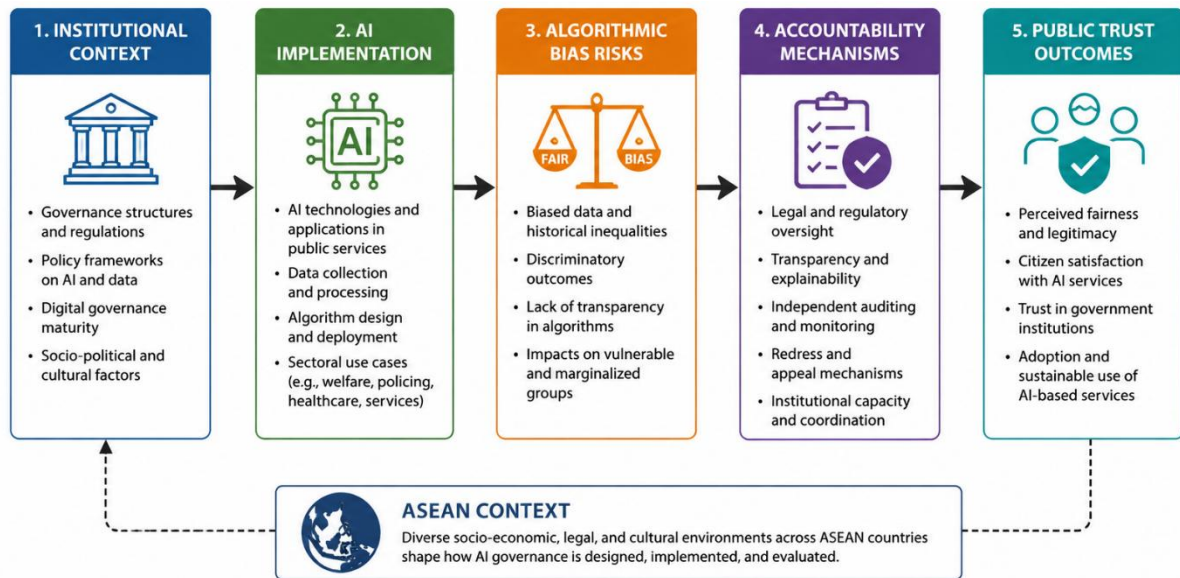 1. INSTITUTIONAL
CONTEXT
• Governance structures
and regulations
• Policy frameworks
on AI and data
• Digital governance
maturity
• Socio-political and
cultural factors
2. AI
IMPLEMENTATION
AI
• AI technologies and
applications in
public services
• Data collection
and processing
• Algorithm design
and deployment
• Sectoral use cases
(e.g., welfare, policing,
healthcare, services)
3. ALGORITHMIC
BIAS RISKS
FAIR
BIAS
• Biased data and
historical inequalities
• Discriminatory
outcomes
• Lack of transparency
in algorithms
• Impacts on vulnerable
and marginalized
groups
4. ACCOUNTABILITY
MECHANISMS
• Legal and regulatory
oversight
• Transparency and
explainability
• Independent auditing
and monitoring
• Redress and
appeal mechanisms
• Institutional capacity
and coordination
5. PUBLIC TRUST
OUTCOMES
• Perceived fairness
and legitimacy
• Citizen satisfaction
with AI services
• Trust in government
institutions
• Adoption and
sustainable use of
AI-based services
ASEAN CONTEXT
Diverse socio-economic, legal, and cultural environments across ASEAN countries
shape how AI governance is designed, implemented, and evaluated.